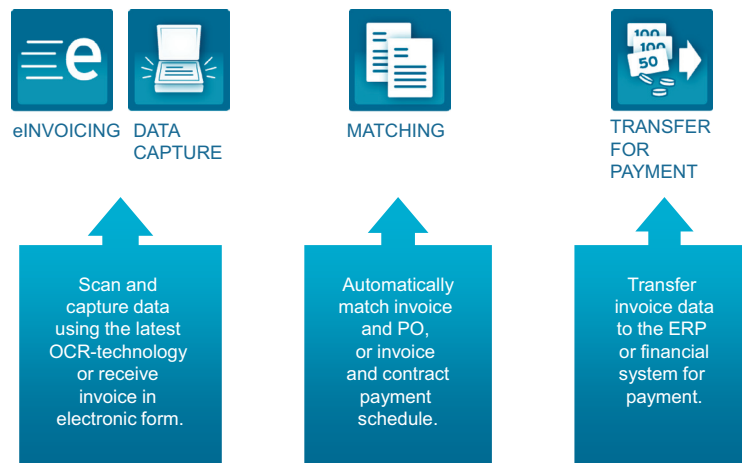 e
100
100
50
eINVOICING
DATA
CAPTURE
MATCHING
TRANSFER
FOR
PAYMENT
Scan and
capture data
using the latest
OCR-technology
or receive
invoice in
electronic form.
Automatically
match invoice
and PO,
or invoice
and contract
payment
schedule.
Transfer
invoice data
to the ERP
or financial
system for
payment.